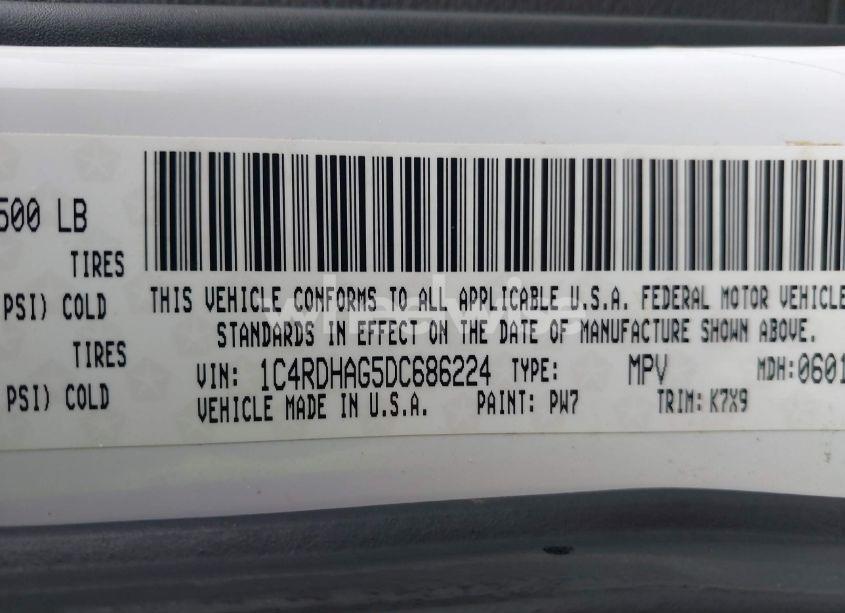 500 LB
TIRES
PSI) COLD
TIRES
PSI) COLD
THIS VEHICLE CONFORMS TO ALL APPLICABLE U.S.A. FEDERAL MOTOR VEHICLE
STANDARDS IN EFFECT ON THE DATE OF MANUFACTURE SHOWN ABOVE.
VIN: 1C4RDHAG5DC686224 TYPE: MPV MDH:0601
VEHICLE MADE IN U.S.A. PAINT: PW7 TRIM: K7X9